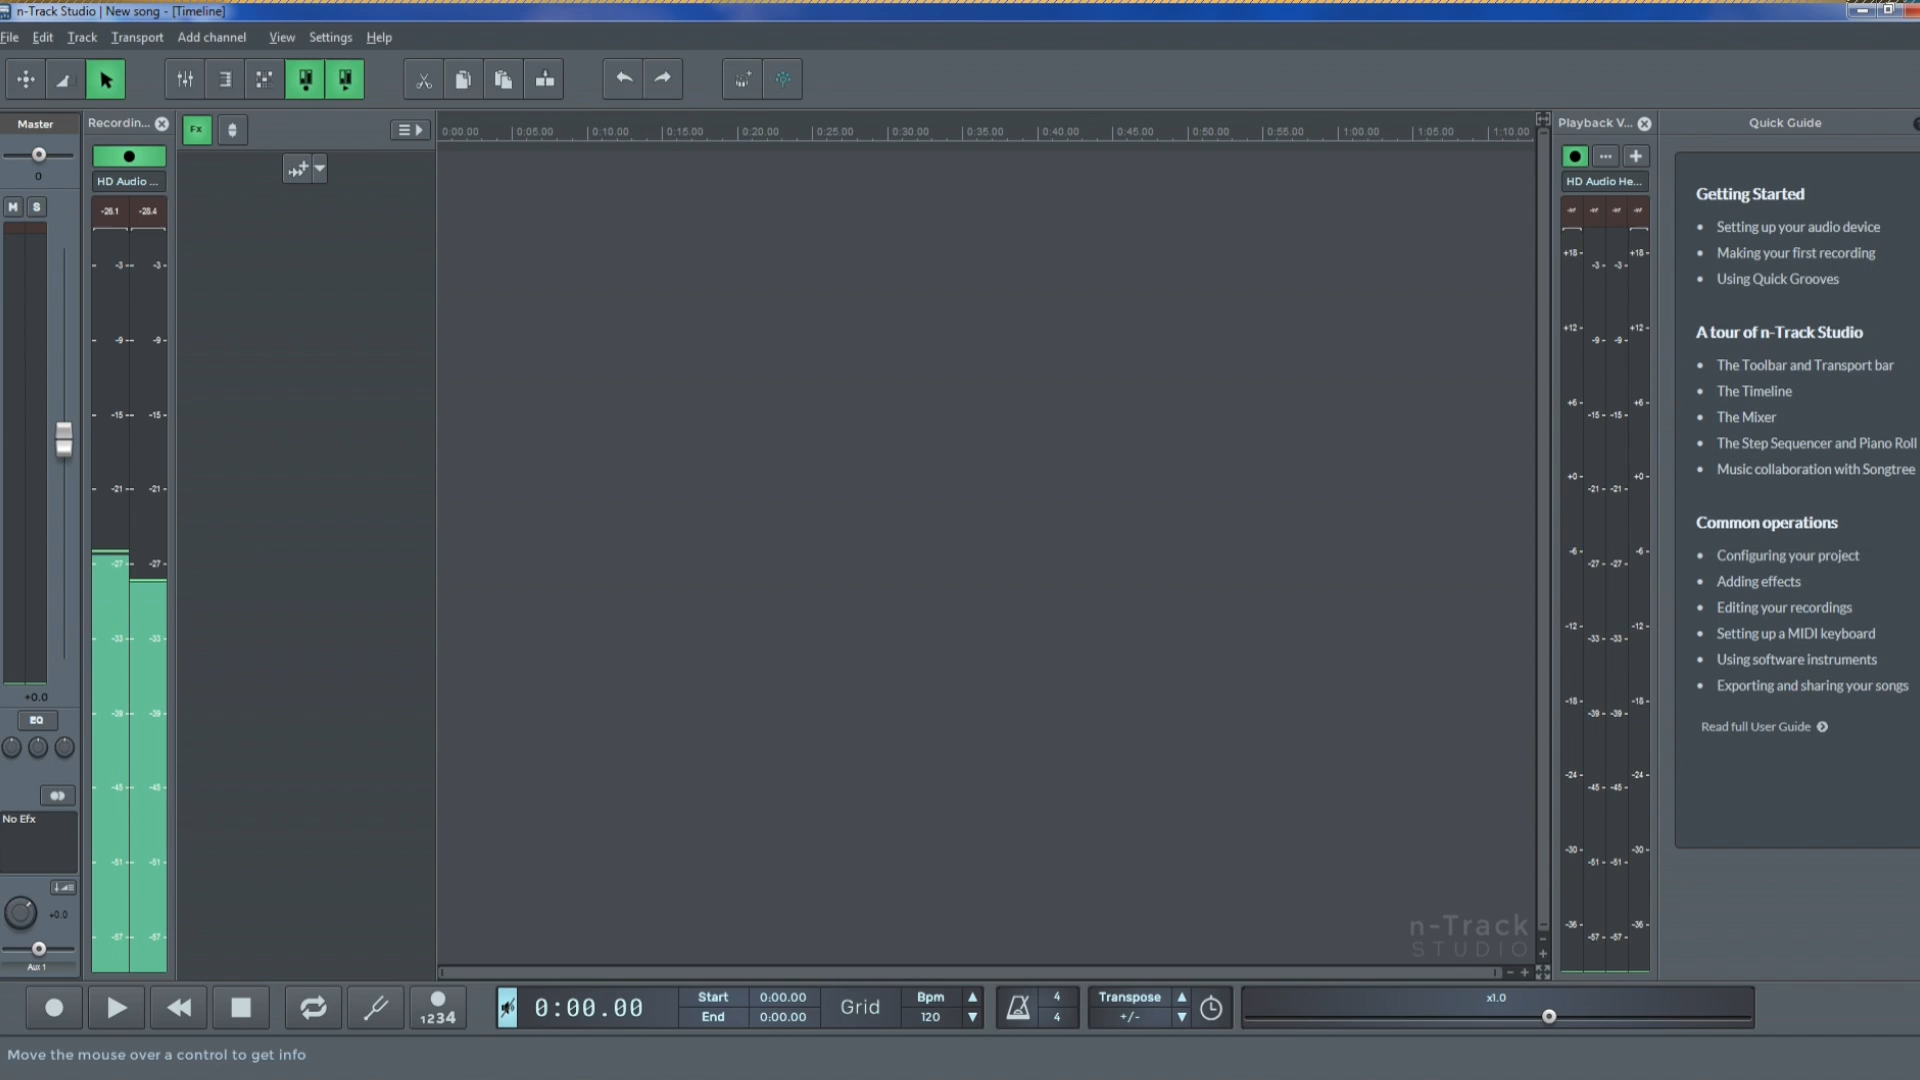 n-Track Studio | New song - [Timeline]
File Edit Track Transport Add channel View Settings Help
Master
0
M S
+0.0
EQ
No Efx
+0.0
Aux 1
Recordin...
HD Audio ...
-26.1 -28.4
-3 -3
-9 -9
-15 -15
-21 -21
-27 -27
-33 -33
-39 -39
-45 -45
-51 -51
-57 -57
Fx
0:00.00 0:05.00 0:10.00 0:15.00 0:20.00 0:25.00 0:30.00 0:35.00 0:40.00 0:45.00 0:50.00 0:55.00 1:00.00 1:05.00 1:10.00
n-Track
STUDIO
Playback V...
HD Audio He...
+18 +18
-3 -3
+12 +12
-9 -9
+6 +6
-15 -15
+0 +0
-21 -21
-6 -6
-27 -27
-12 -12
-33 -33
-18 -18
-39 -39
-24 -24
-45 -45
-30 -30
-51 -51
-36 -36
-57 -57
Quick Guide
Getting Started
Setting up your audio device
Making your first recording
Using Quick Grooves
A tour of n-Track Studio
The Toolbar and Transport bar
The Timeline
The Mixer
The Step Sequencer and Piano Roll
Music collaboration with Songtree
Common operations
Configuring your project
Adding effects
Editing your recordings
Setting up a MIDI keyboard
Using software instruments
Exporting and sharing your songs
Read full User Guide
1234
0:00.00
Start 0:00.00
End 0:00.00
Grid
Bpm
120
4
4
Transpose
+/-
x1.0
Move the mouse over a control to get info